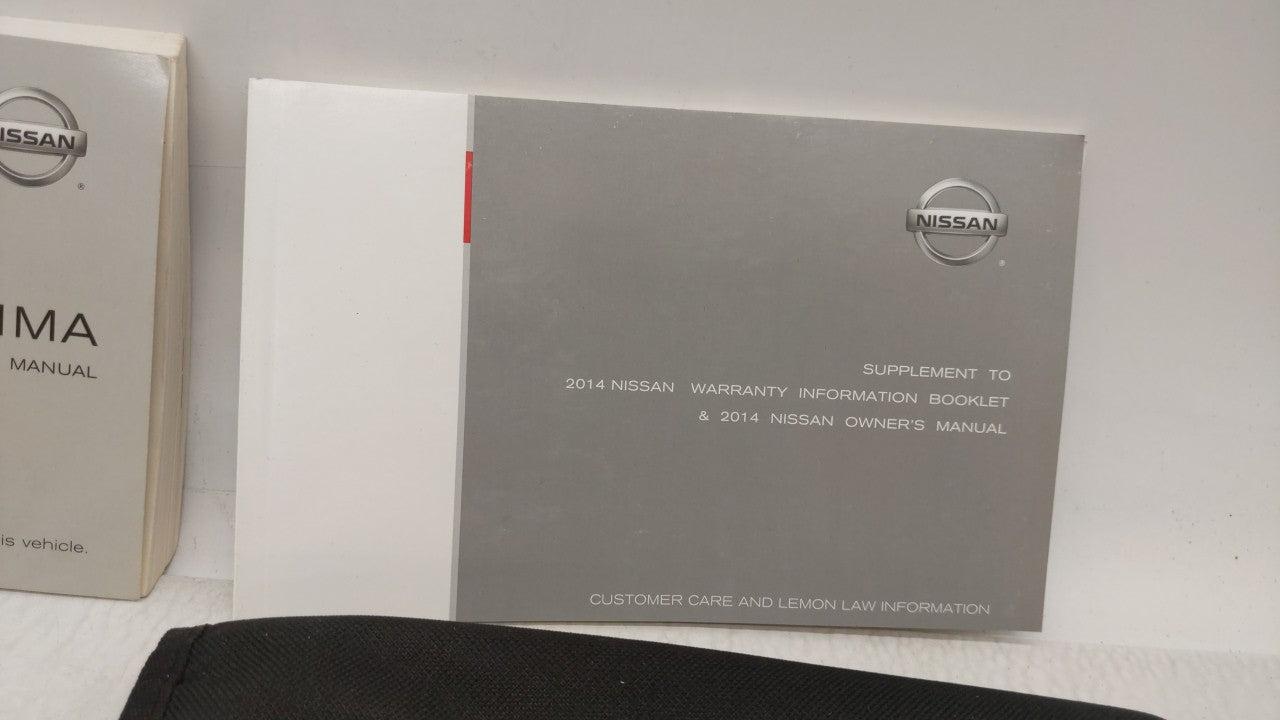 IMA
MANUAL
is vehicle.
NISSAN
SUPPLEMENT TO
2014 NISSAN WARRANTY INFORMATION BOOKLET
& 2014 NISSAN OWNER'S MANUAL
CUSTOMER CARE AND LEMON LAW INFORMATION